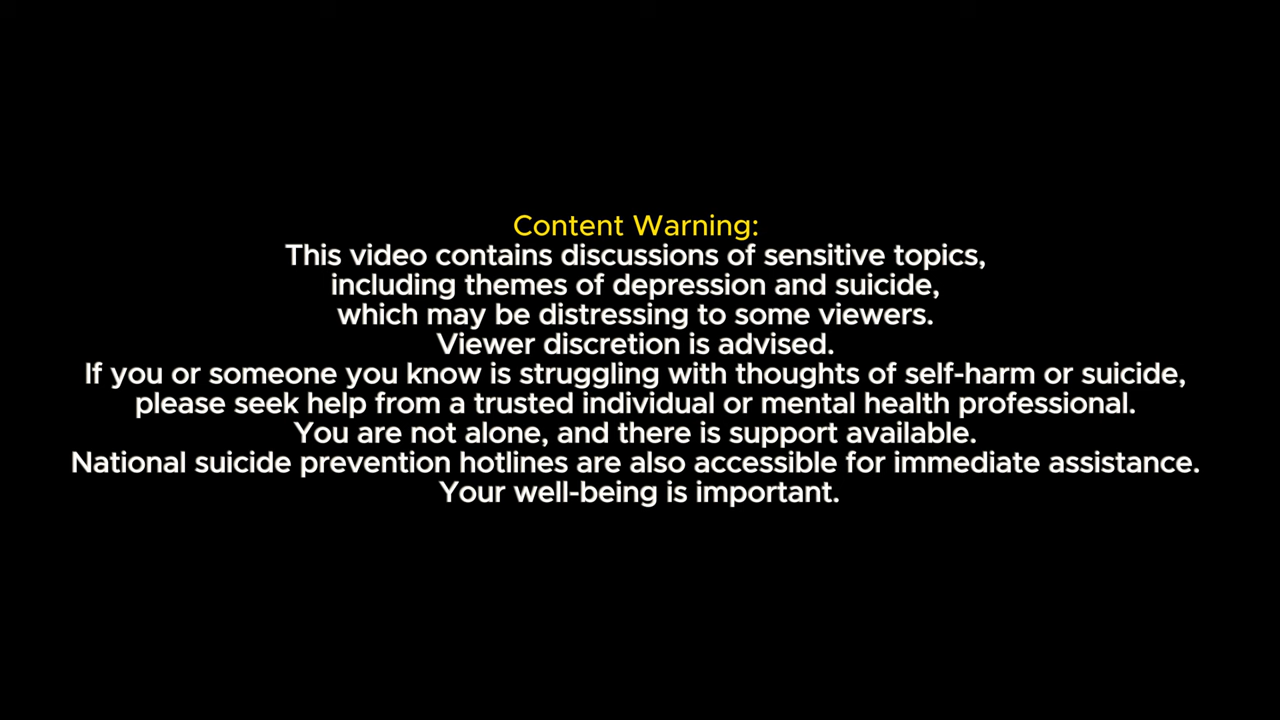 Content Warning:
This video contains discussions of sensitive topics,
including themes of depression and suicide,
which may be distressing to some viewers.
Viewer discretion is advised.
If you or someone you know is struggling with thoughts of self-harm or suicide,
please seek help from a trusted individual or mental health professional.
You are not alone, and there is support available.
National suicide prevention hotlines are also accessible for immediate assistance.
Your well-being is important.